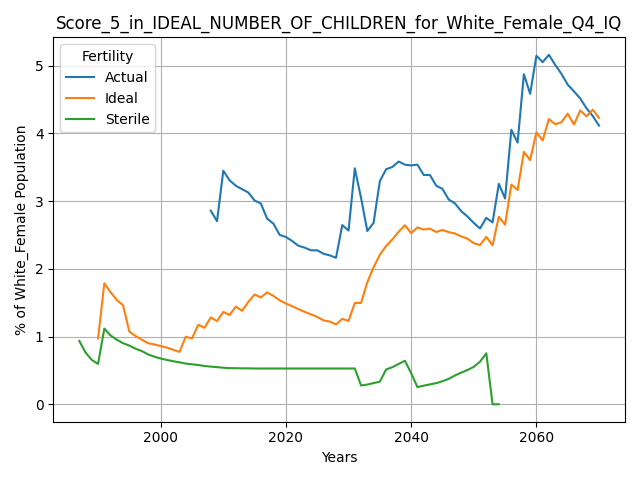 Score_5_in_IDEAL_NUMBER_OF_CHILDREN_for_White_Female_Q4_IQ
Fertility
Actual
Ideal
Sterile
% of White_Female Population
5
4
3
2
1
0
2000
2020
2040
2060
Years